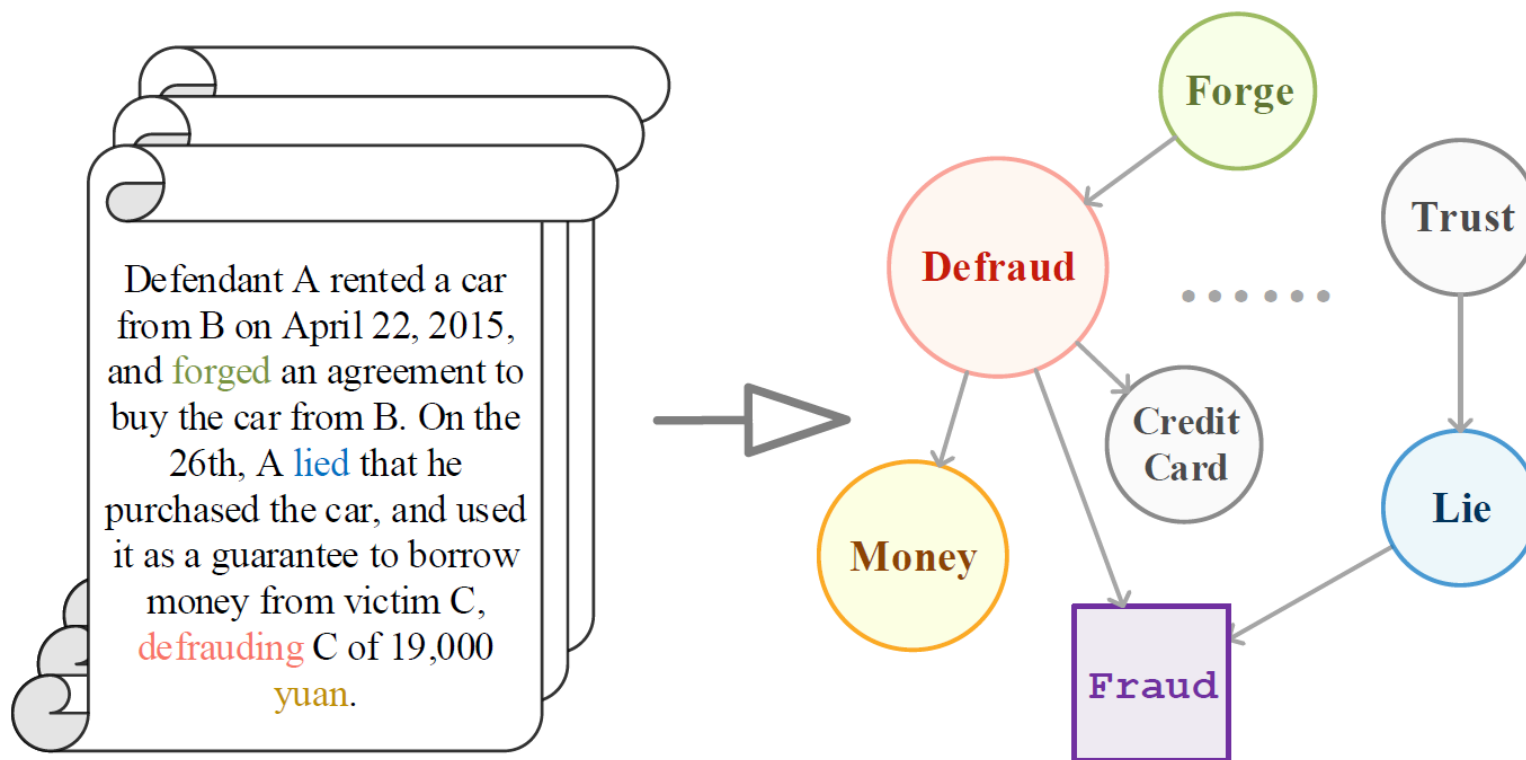 Defendant A rented a car
from B on April 22, 2015,
and forged an agreement to
buy the car from B. On the
26th, A lied that he
purchased the car, and used
it as a guarantee to borrow
money from victim C,
defrauding C of 19,000
yuan.
Forge
Trust
Defraud
Credit
Card
Lie
Money
Fraud